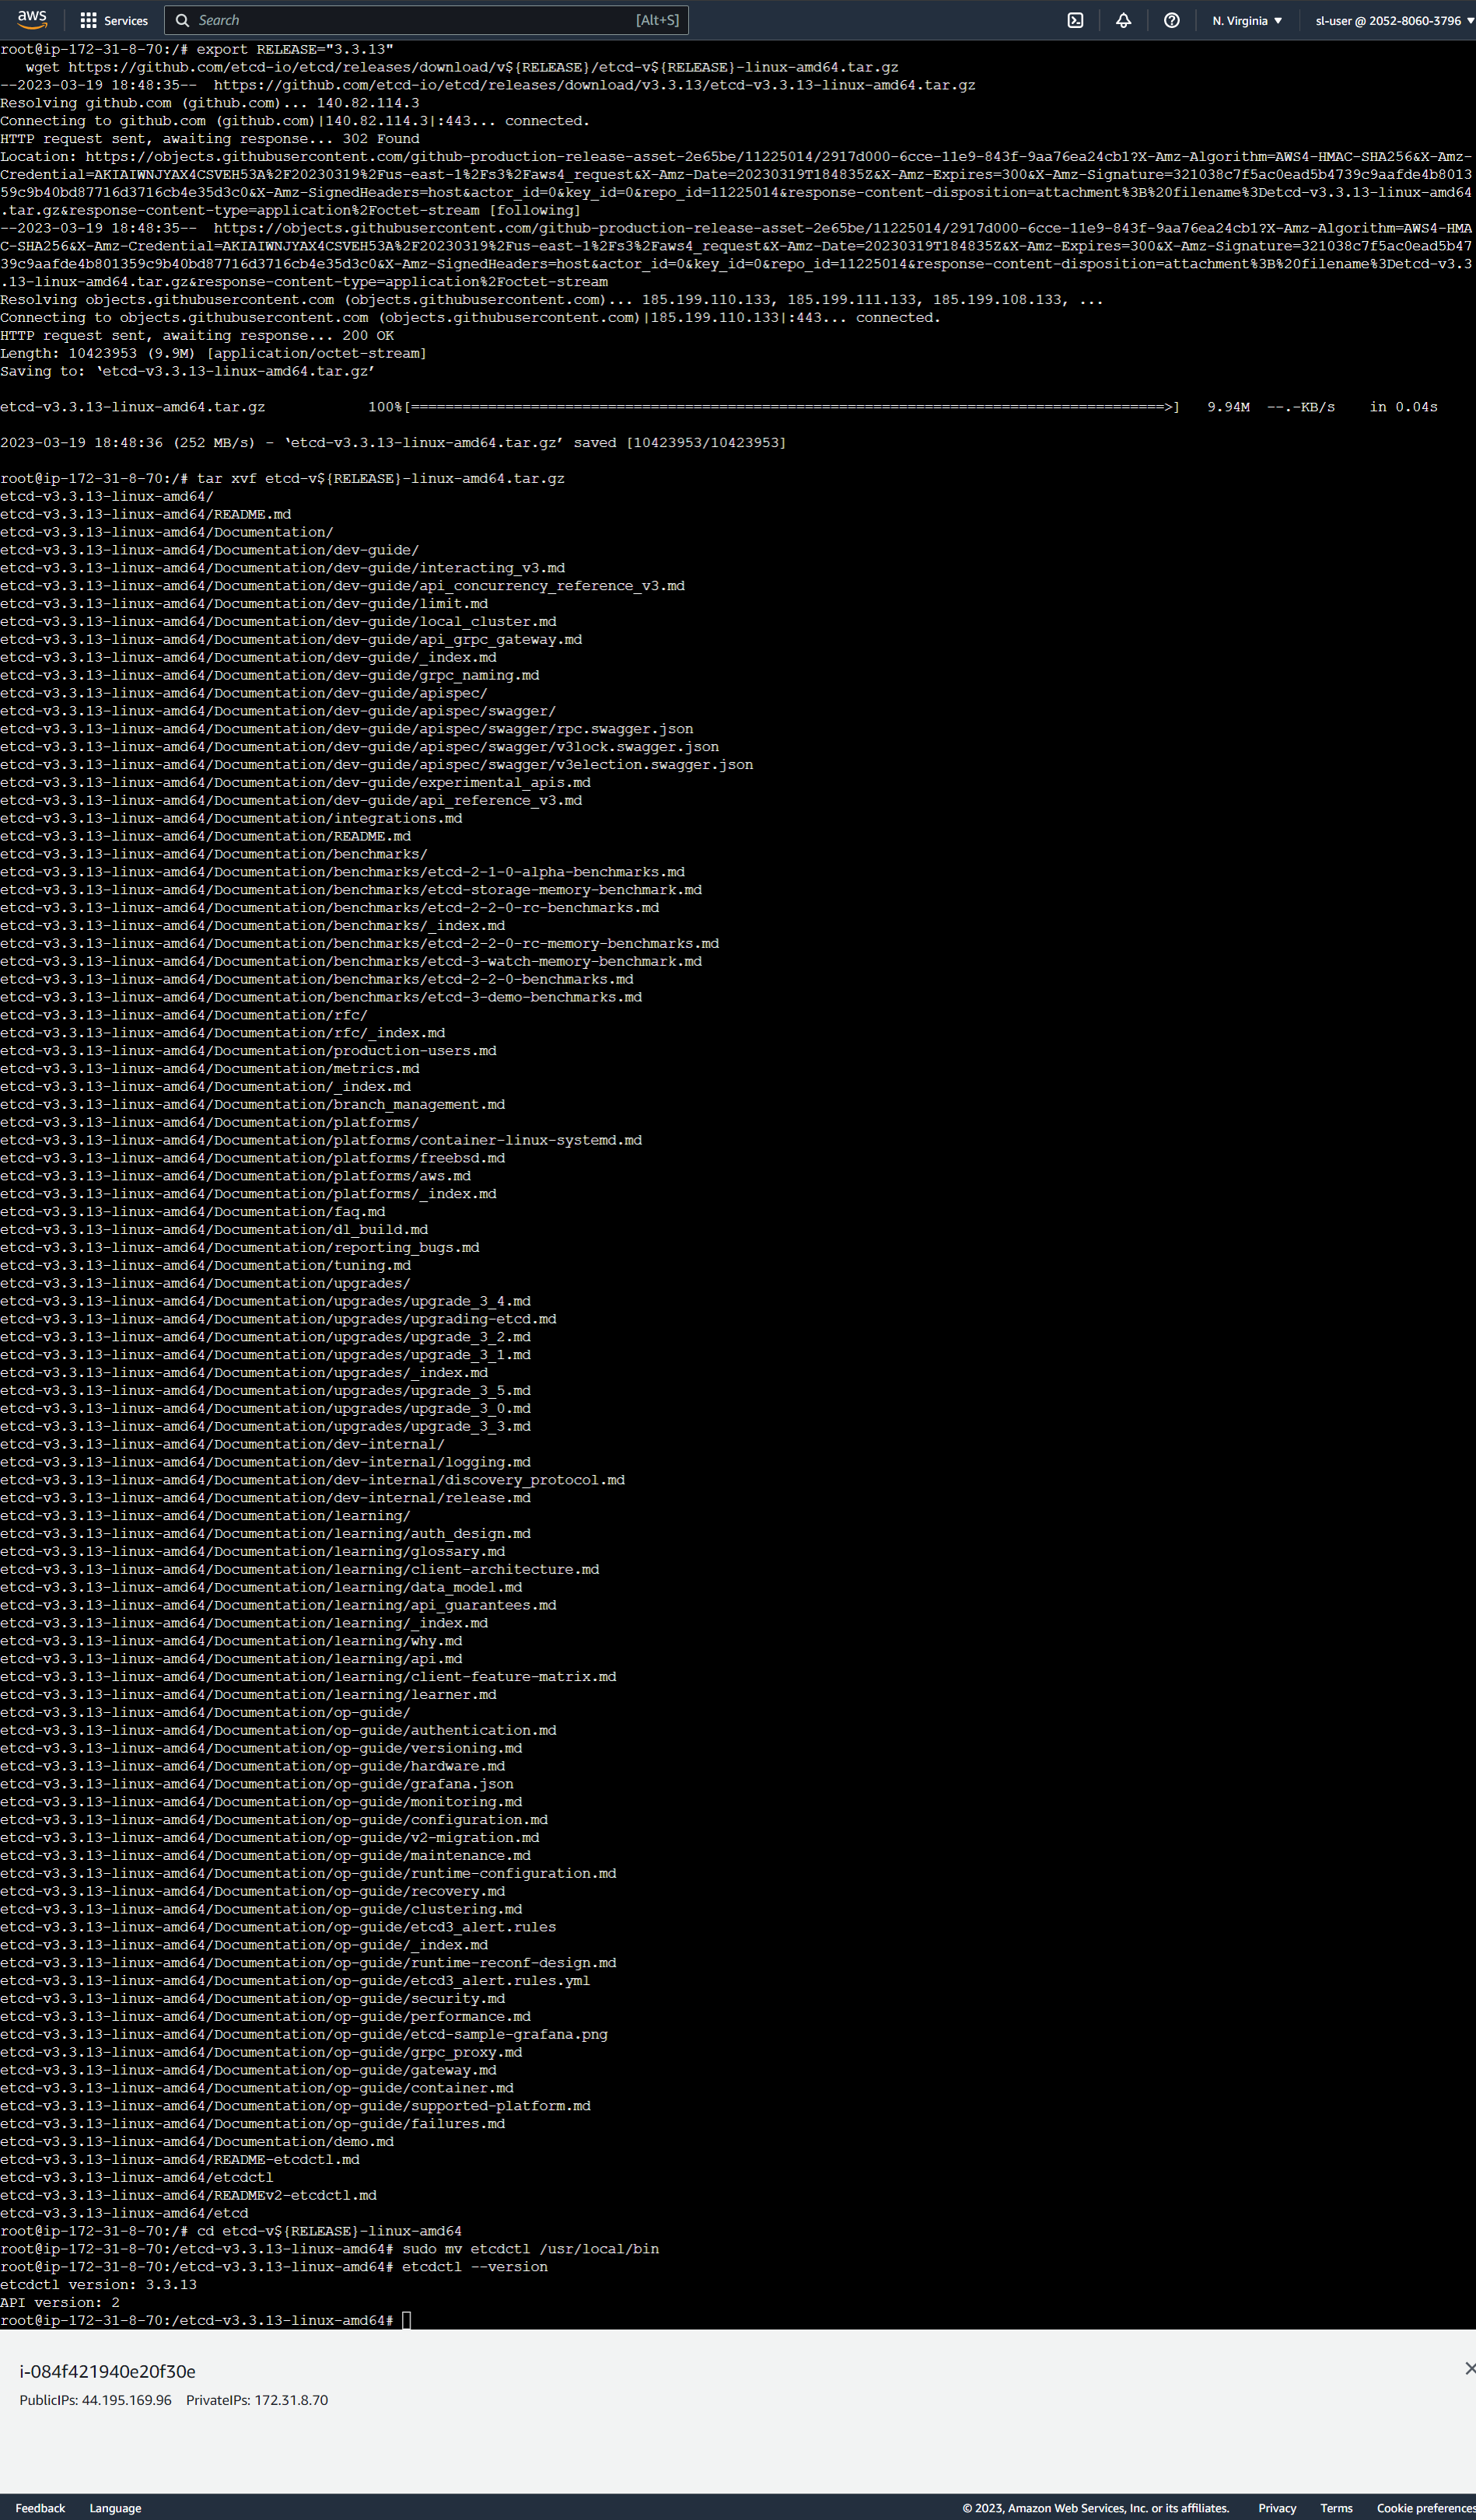 aws Services Search [Alt+S] N. Virginia ▼ sl-user @ 2052-8060-3796 ▼
root@ip-172-31-8-70:/# export RELEASE="3.3.13"
wget https://github.com/etcd-io/etcd/releases/download/v${RELEASE}/etcd-v${RELEASE}-linux-amd64.tar.gz
--2023-03-19 18:48:35--  https://github.com/etcd-io/etcd/releases/download/v3.3.13/etcd-v3.3.13-linux-amd64.tar.gz
Resolving github.com (github.com)... 140.82.114.3
Connecting to github.com (github.com)|140.82.114.3|:443... connected.
HTTP request sent, awaiting response... 302 Found
Location: https://objects.githubusercontent.com/github-production-release-asset-2e65be/11225014/2917d000-6cce-11e9-843f-9aa76ea24cb1?X-Amz-Algorithm=AWS4-HMAC-SHA256&X-Amz-
Credential=AKIAIWNJYAX4CSVEH53A%2F20230319%2Fus-east-1%2Fs3%2Faws4_request&X-Amz-Date=20230319T184835Z&X-Amz-Expires=300&X-Amz-Signature=321038c7f5ac0ead5b4739c9aafde4b8013
59c9b40bd87716d3716cb4e35d3c0&X-Amz-SignedHeaders=host&actor_id=0&key_id=0&repo_id=11225014&response-content-disposition=attachment%3B%20filename%3Detcd-v3.3.13-linux-amd64
.tar.gz&response-content-type=application%2Foctet-stream [following]
--2023-03-19 18:48:35--  https://objects.githubusercontent.com/github-production-release-asset-2e65be/11225014/2917d000-6cce-11e9-843f-9aa76ea24cb1?X-Amz-Algorithm=AWS4-HMA
C-SHA256&X-Amz-Credential=AKIAIWNJYAX4CSVEH53A%2F20230319%2Fus-east-1%2Fs3%2Faws4_request&X-Amz-Date=20230319T184835Z&X-Amz-Expires=300&X-Amz-Signature=321038c7f5ac0ead5b47
39c9aafde4b801359c9b40bd87716d3716cb4e35d3c0&X-Amz-SignedHeaders=host&actor_id=0&key_id=0&repo_id=11225014&response-content-disposition=attachment%3B%20filename%3Detcd-v3.3
.13-linux-amd64.tar.gz&response-content-type=application%2Foctet-stream
Resolving objects.githubusercontent.com (objects.githubusercontent.com)... 185.199.110.133, 185.199.111.133, 185.199.108.133, ...
Connecting to objects.githubusercontent.com (objects.githubusercontent.com)|185.199.110.133|:443... connected.
HTTP request sent, awaiting response... 200 OK
Length: 10423953 (9.9M) [application/octet-stream]
Saving to: ‘etcd-v3.3.13-linux-amd64.tar.gz’
etcd-v3.3.13-linux-amd64.tar.gz            100%[========================================================================================>]   9.94M  --.-KB/s    in 0.04s
2023-03-19 18:48:36 (252 MB/s) - ‘etcd-v3.3.13-linux-amd64.tar.gz’ saved [10423953/10423953]
root@ip-172-31-8-70:/# tar xvf etcd-v${RELEASE}-linux-amd64.tar.gz
etcd-v3.3.13-linux-amd64/
etcd-v3.3.13-linux-amd64/README.md
etcd-v3.3.13-linux-amd64/Documentation/
etcd-v3.3.13-linux-amd64/Documentation/dev-guide/
etcd-v3.3.13-linux-amd64/Documentation/dev-guide/interacting_v3.md
etcd-v3.3.13-linux-amd64/Documentation/dev-guide/api_concurrency_reference_v3.md
etcd-v3.3.13-linux-amd64/Documentation/dev-guide/limit.md
etcd-v3.3.13-linux-amd64/Documentation/dev-guide/local_cluster.md
etcd-v3.3.13-linux-amd64/Documentation/dev-guide/api_grpc_gateway.md
etcd-v3.3.13-linux-amd64/Documentation/dev-guide/_index.md
etcd-v3.3.13-linux-amd64/Documentation/dev-guide/grpc_naming.md
etcd-v3.3.13-linux-amd64/Documentation/dev-guide/apispec/
etcd-v3.3.13-linux-amd64/Documentation/dev-guide/apispec/swagger/
etcd-v3.3.13-linux-amd64/Documentation/dev-guide/apispec/swagger/rpc.swagger.json
etcd-v3.3.13-linux-amd64/Documentation/dev-guide/apispec/swagger/v3lock.swagger.json
etcd-v3.3.13-linux-amd64/Documentation/dev-guide/apispec/swagger/v3election.swagger.json
etcd-v3.3.13-linux-amd64/Documentation/dev-guide/experimental_apis.md
etcd-v3.3.13-linux-amd64/Documentation/dev-guide/api_reference_v3.md
etcd-v3.3.13-linux-amd64/Documentation/integrations.md
etcd-v3.3.13-linux-amd64/Documentation/README.md
etcd-v3.3.13-linux-amd64/Documentation/benchmarks/
etcd-v3.3.13-linux-amd64/Documentation/benchmarks/etcd-2-1-0-alpha-benchmarks.md
etcd-v3.3.13-linux-amd64/Documentation/benchmarks/etcd-storage-memory-benchmark.md
etcd-v3.3.13-linux-amd64/Documentation/benchmarks/etcd-2-2-0-rc-benchmarks.md
etcd-v3.3.13-linux-amd64/Documentation/benchmarks/_index.md
etcd-v3.3.13-linux-amd64/Documentation/benchmarks/etcd-2-2-0-rc-memory-benchmarks.md
etcd-v3.3.13-linux-amd64/Documentation/benchmarks/etcd-3-watch-memory-benchmark.md
etcd-v3.3.13-linux-amd64/Documentation/benchmarks/etcd-2-2-0-benchmarks.md
etcd-v3.3.13-linux-amd64/Documentation/benchmarks/etcd-3-demo-benchmarks.md
etcd-v3.3.13-linux-amd64/Documentation/rfc/
etcd-v3.3.13-linux-amd64/Documentation/rfc/_index.md
etcd-v3.3.13-linux-amd64/Documentation/production-users.md
etcd-v3.3.13-linux-amd64/Documentation/metrics.md
etcd-v3.3.13-linux-amd64/Documentation/_index.md
etcd-v3.3.13-linux-amd64/Documentation/branch_management.md
etcd-v3.3.13-linux-amd64/Documentation/platforms/
etcd-v3.3.13-linux-amd64/Documentation/platforms/container-linux-systemd.md
etcd-v3.3.13-linux-amd64/Documentation/platforms/freebsd.md
etcd-v3.3.13-linux-amd64/Documentation/platforms/aws.md
etcd-v3.3.13-linux-amd64/Documentation/platforms/_index.md
etcd-v3.3.13-linux-amd64/Documentation/faq.md
etcd-v3.3.13-linux-amd64/Documentation/dl_build.md
etcd-v3.3.13-linux-amd64/Documentation/reporting_bugs.md
etcd-v3.3.13-linux-amd64/Documentation/tuning.md
etcd-v3.3.13-linux-amd64/Documentation/upgrades/
etcd-v3.3.13-linux-amd64/Documentation/upgrades/upgrade_3_4.md
etcd-v3.3.13-linux-amd64/Documentation/upgrades/upgrading-etcd.md
etcd-v3.3.13-linux-amd64/Documentation/upgrades/upgrade_3_2.md
etcd-v3.3.13-linux-amd64/Documentation/upgrades/upgrade_3_1.md
etcd-v3.3.13-linux-amd64/Documentation/upgrades/_index.md
etcd-v3.3.13-linux-amd64/Documentation/upgrades/upgrade_3_5.md
etcd-v3.3.13-linux-amd64/Documentation/upgrades/upgrade_3_0.md
etcd-v3.3.13-linux-amd64/Documentation/upgrades/upgrade_3_3.md
etcd-v3.3.13-linux-amd64/Documentation/dev-internal/
etcd-v3.3.13-linux-amd64/Documentation/dev-internal/logging.md
etcd-v3.3.13-linux-amd64/Documentation/dev-internal/discovery_protocol.md
etcd-v3.3.13-linux-amd64/Documentation/dev-internal/release.md
etcd-v3.3.13-linux-amd64/Documentation/learning/
etcd-v3.3.13-linux-amd64/Documentation/learning/auth_design.md
etcd-v3.3.13-linux-amd64/Documentation/learning/glossary.md
etcd-v3.3.13-linux-amd64/Documentation/learning/client-architecture.md
etcd-v3.3.13-linux-amd64/Documentation/learning/data_model.md
etcd-v3.3.13-linux-amd64/Documentation/learning/api_guarantees.md
etcd-v3.3.13-linux-amd64/Documentation/learning/_index.md
etcd-v3.3.13-linux-amd64/Documentation/learning/why.md
etcd-v3.3.13-linux-amd64/Documentation/learning/api.md
etcd-v3.3.13-linux-amd64/Documentation/learning/client-feature-matrix.md
etcd-v3.3.13-linux-amd64/Documentation/learning/learner.md
etcd-v3.3.13-linux-amd64/Documentation/op-guide/
etcd-v3.3.13-linux-amd64/Documentation/op-guide/authentication.md
etcd-v3.3.13-linux-amd64/Documentation/op-guide/versioning.md
etcd-v3.3.13-linux-amd64/Documentation/op-guide/hardware.md
etcd-v3.3.13-linux-amd64/Documentation/op-guide/grafana.json
etcd-v3.3.13-linux-amd64/Documentation/op-guide/monitoring.md
etcd-v3.3.13-linux-amd64/Documentation/op-guide/configuration.md
etcd-v3.3.13-linux-amd64/Documentation/op-guide/v2-migration.md
etcd-v3.3.13-linux-amd64/Documentation/op-guide/maintenance.md
etcd-v3.3.13-linux-amd64/Documentation/op-guide/runtime-configuration.md
etcd-v3.3.13-linux-amd64/Documentation/op-guide/recovery.md
etcd-v3.3.13-linux-amd64/Documentation/op-guide/clustering.md
etcd-v3.3.13-linux-amd64/Documentation/op-guide/etcd3_alert.rules
etcd-v3.3.13-linux-amd64/Documentation/op-guide/_index.md
etcd-v3.3.13-linux-amd64/Documentation/op-guide/runtime-reconf-design.md
etcd-v3.3.13-linux-amd64/Documentation/op-guide/etcd3_alert.rules.yml
etcd-v3.3.13-linux-amd64/Documentation/op-guide/security.md
etcd-v3.3.13-linux-amd64/Documentation/op-guide/performance.md
etcd-v3.3.13-linux-amd64/Documentation/op-guide/etcd-sample-grafana.png
etcd-v3.3.13-linux-amd64/Documentation/op-guide/grpc_proxy.md
etcd-v3.3.13-linux-amd64/Documentation/op-guide/gateway.md
etcd-v3.3.13-linux-amd64/Documentation/op-guide/container.md
etcd-v3.3.13-linux-amd64/Documentation/op-guide/supported-platform.md
etcd-v3.3.13-linux-amd64/Documentation/op-guide/failures.md
etcd-v3.3.13-linux-amd64/Documentation/demo.md
etcd-v3.3.13-linux-amd64/README-etcdctl.md
etcd-v3.3.13-linux-amd64/etcdctl
etcd-v3.3.13-linux-amd64/READMEv2-etcdctl.md
etcd-v3.3.13-linux-amd64/etcd
root@ip-172-31-8-70:/# cd etcd-v${RELEASE}-linux-amd64
root@ip-172-31-8-70:/etcd-v3.3.13-linux-amd64# sudo mv etcdctl /usr/local/bin
root@ip-172-31-8-70:/etcd-v3.3.13-linux-amd64# etcdctl --version
etcdctl version: 3.3.13
API version: 2
root@ip-172-31-8-70:/etcd-v3.3.13-linux-amd64#
i-084f421940e20f30e
PublicIPs: 44.195.169.96 PrivateIPs: 172.31.8.70
Feedback Language © 2023, Amazon Web Services, Inc. or its affiliates. Privacy Terms Cookie preferences